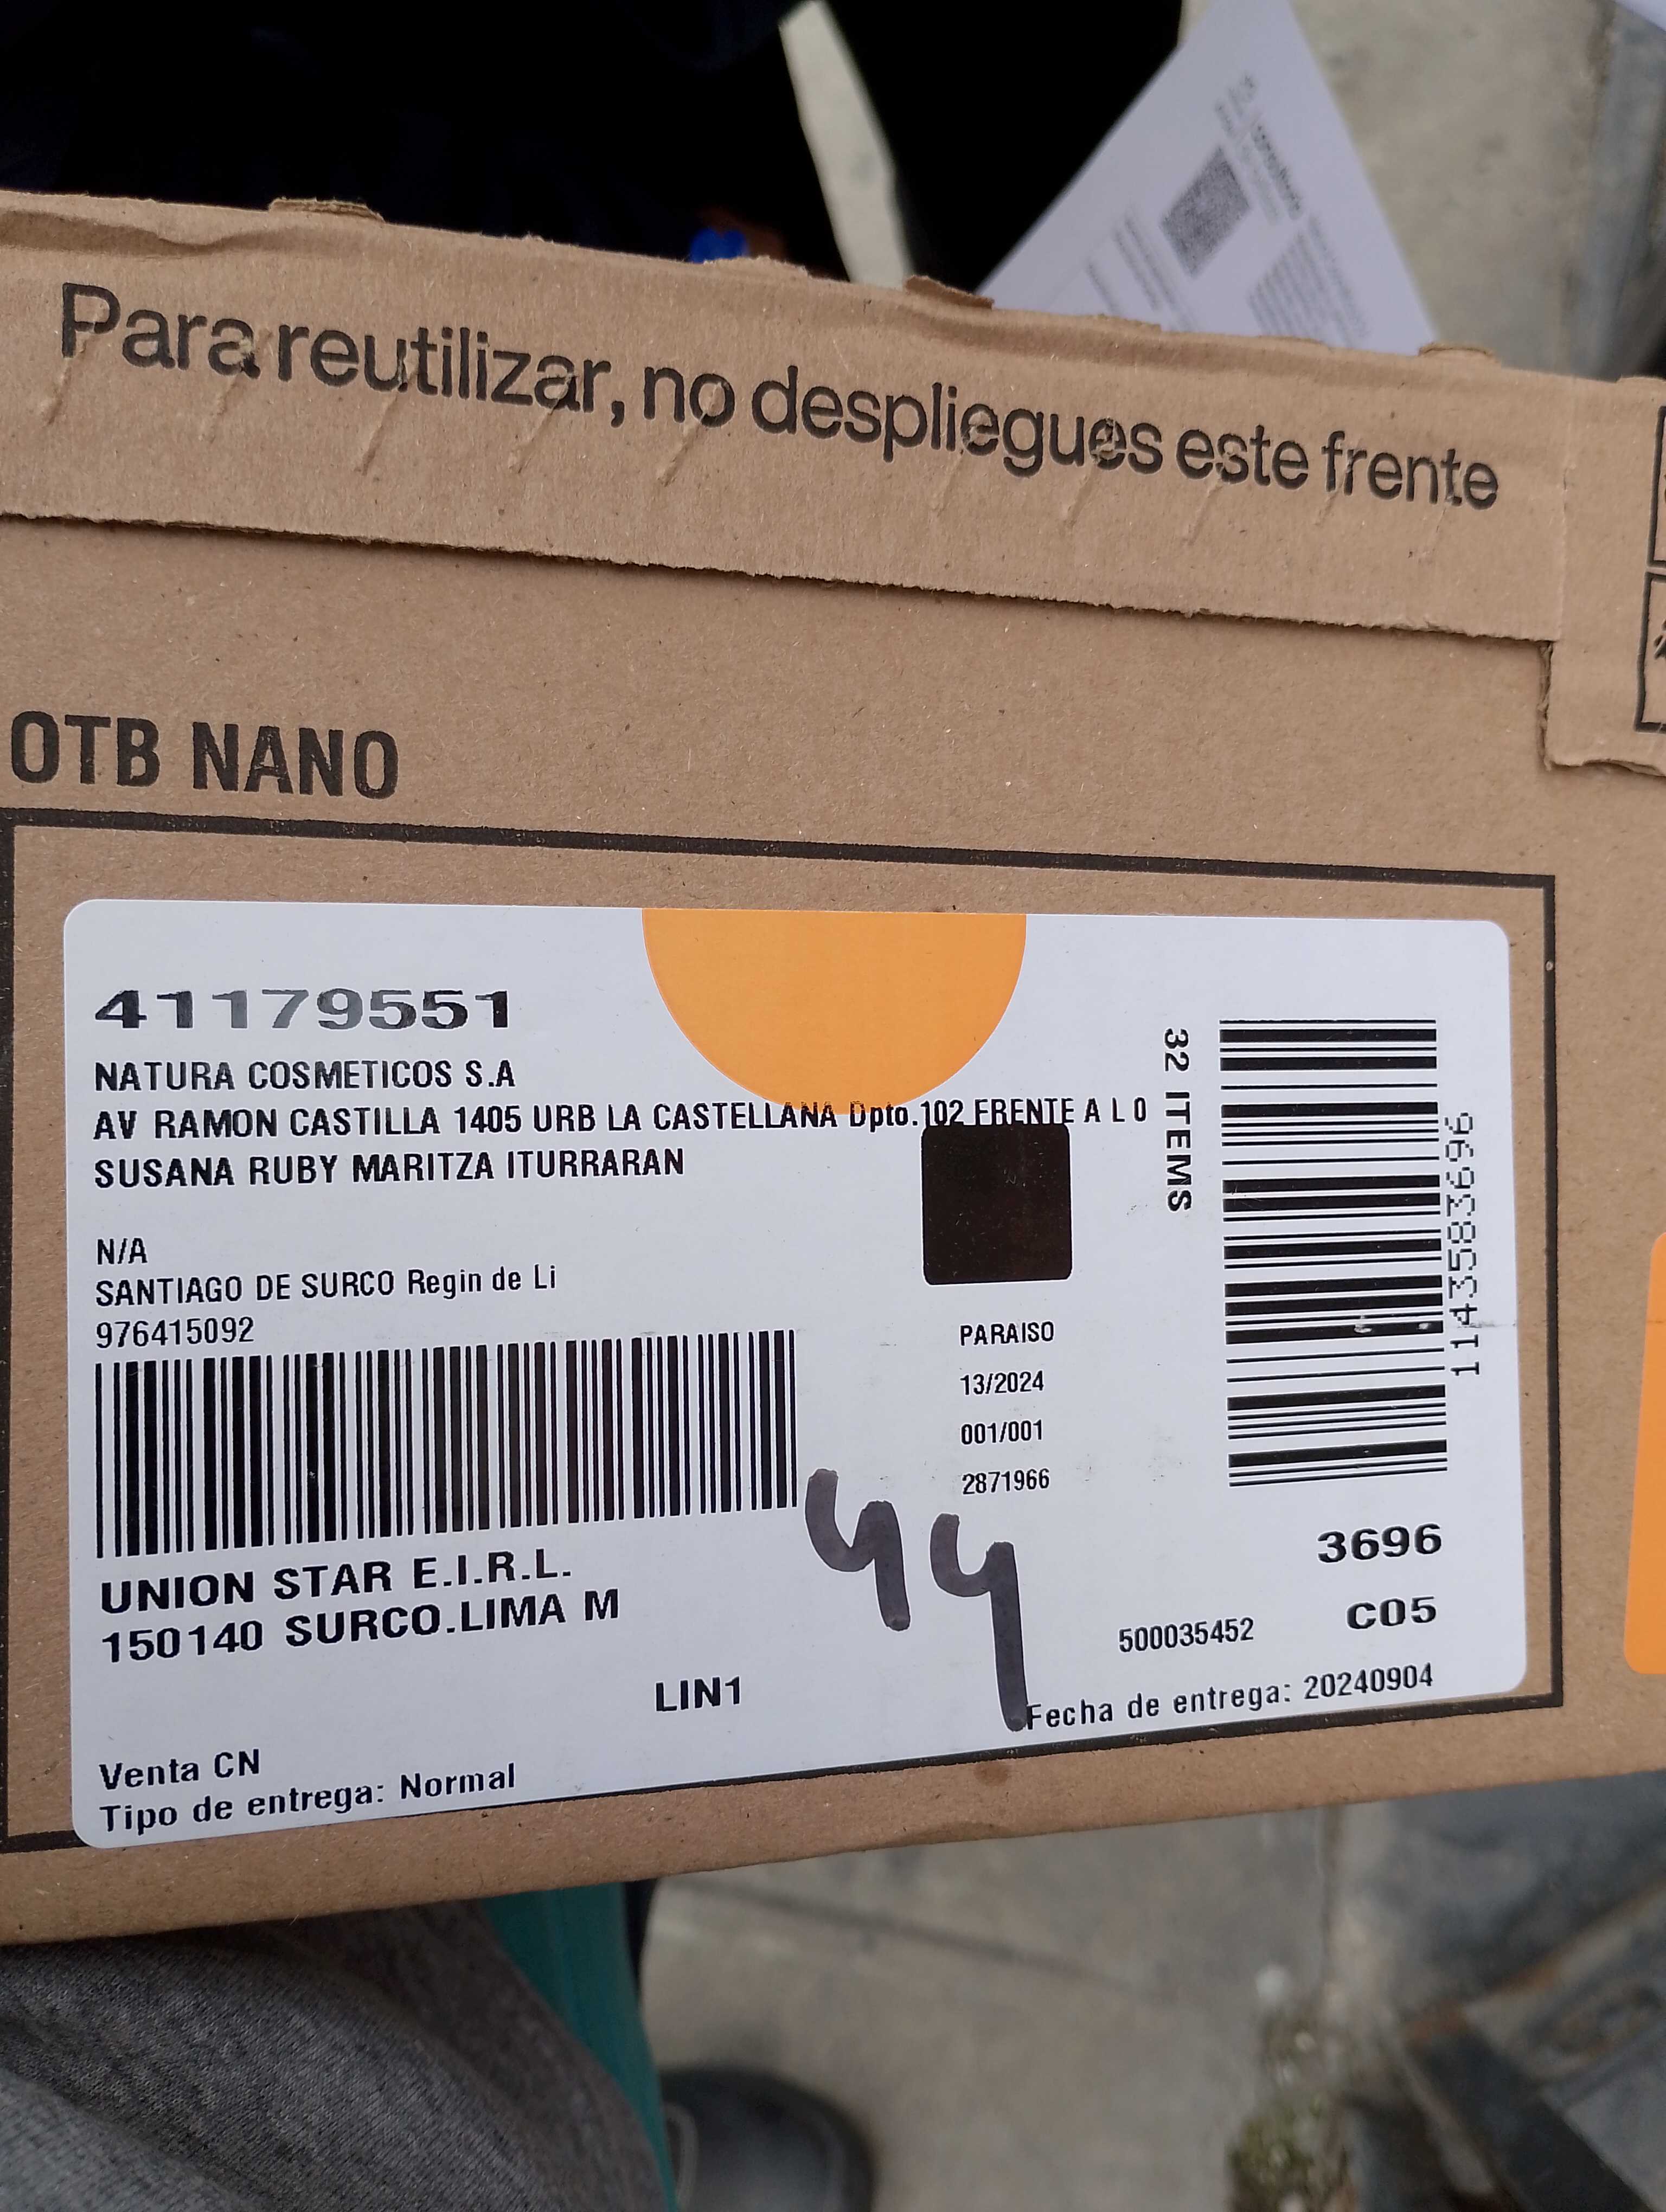 Para reutilizar, no despliegues este frente
OTB NANO
41179551
NATURA COSMETICOS S.A
AV RAMON CASTILLA 1405 URB LA CASTELLANA Dpto.102 FRENTE A L O
SUSANA RUBY MARITZA ITURRARAN
N/A
SANTIAGO DE SURCO Regin de Li
976415092
UNION STAR E.I.R.L.
150140 SURCO.LIMA M
LIN1
Venta CN
Tipo de entrega: Normal
PARAISO
13/2024
001/001
2871966
44
32 ITEMS
1143583696
3696
C05
500035452
Fecha de entrega: 20240904